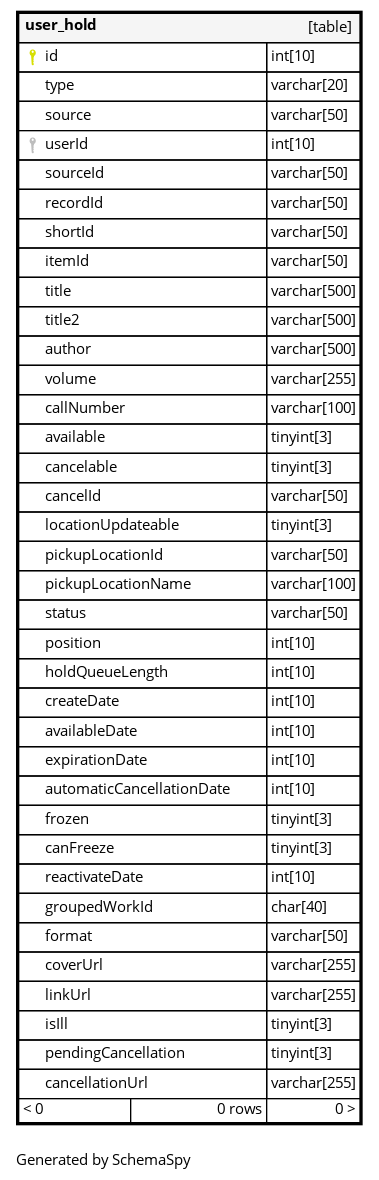 user_hold [table]
id int[10]
type varchar[20]
source varchar[50]
userId int[10]
sourceId varchar[50]
recordId varchar[50]
shortId varchar[50]
itemId varchar[50]
title varchar[500]
title2 varchar[500]
author varchar[500]
volume varchar[255]
callNumber varchar[100]
available tinyint[3]
cancelable tinyint[3]
cancelId varchar[50]
locationUpdateable tinyint[3]
pickupLocationId varchar[50]
pickupLocationName varchar[100]
status varchar[50]
position int[10]
holdQueueLength int[10]
createDate int[10]
availableDate int[10]
expirationDate int[10]
automaticCancellationDate int[10]
frozen tinyint[3]
canFreeze tinyint[3]
reactivateDate int[10]
groupedWorkId char[40]
format varchar[50]
coverUrl varchar[255]
linkUrl varchar[255]
isIll tinyint[3]
pendingCancellation tinyint[3]
cancellationUrl varchar[255]
< 0 0 rows 0 >
Generated by SchemaSpy